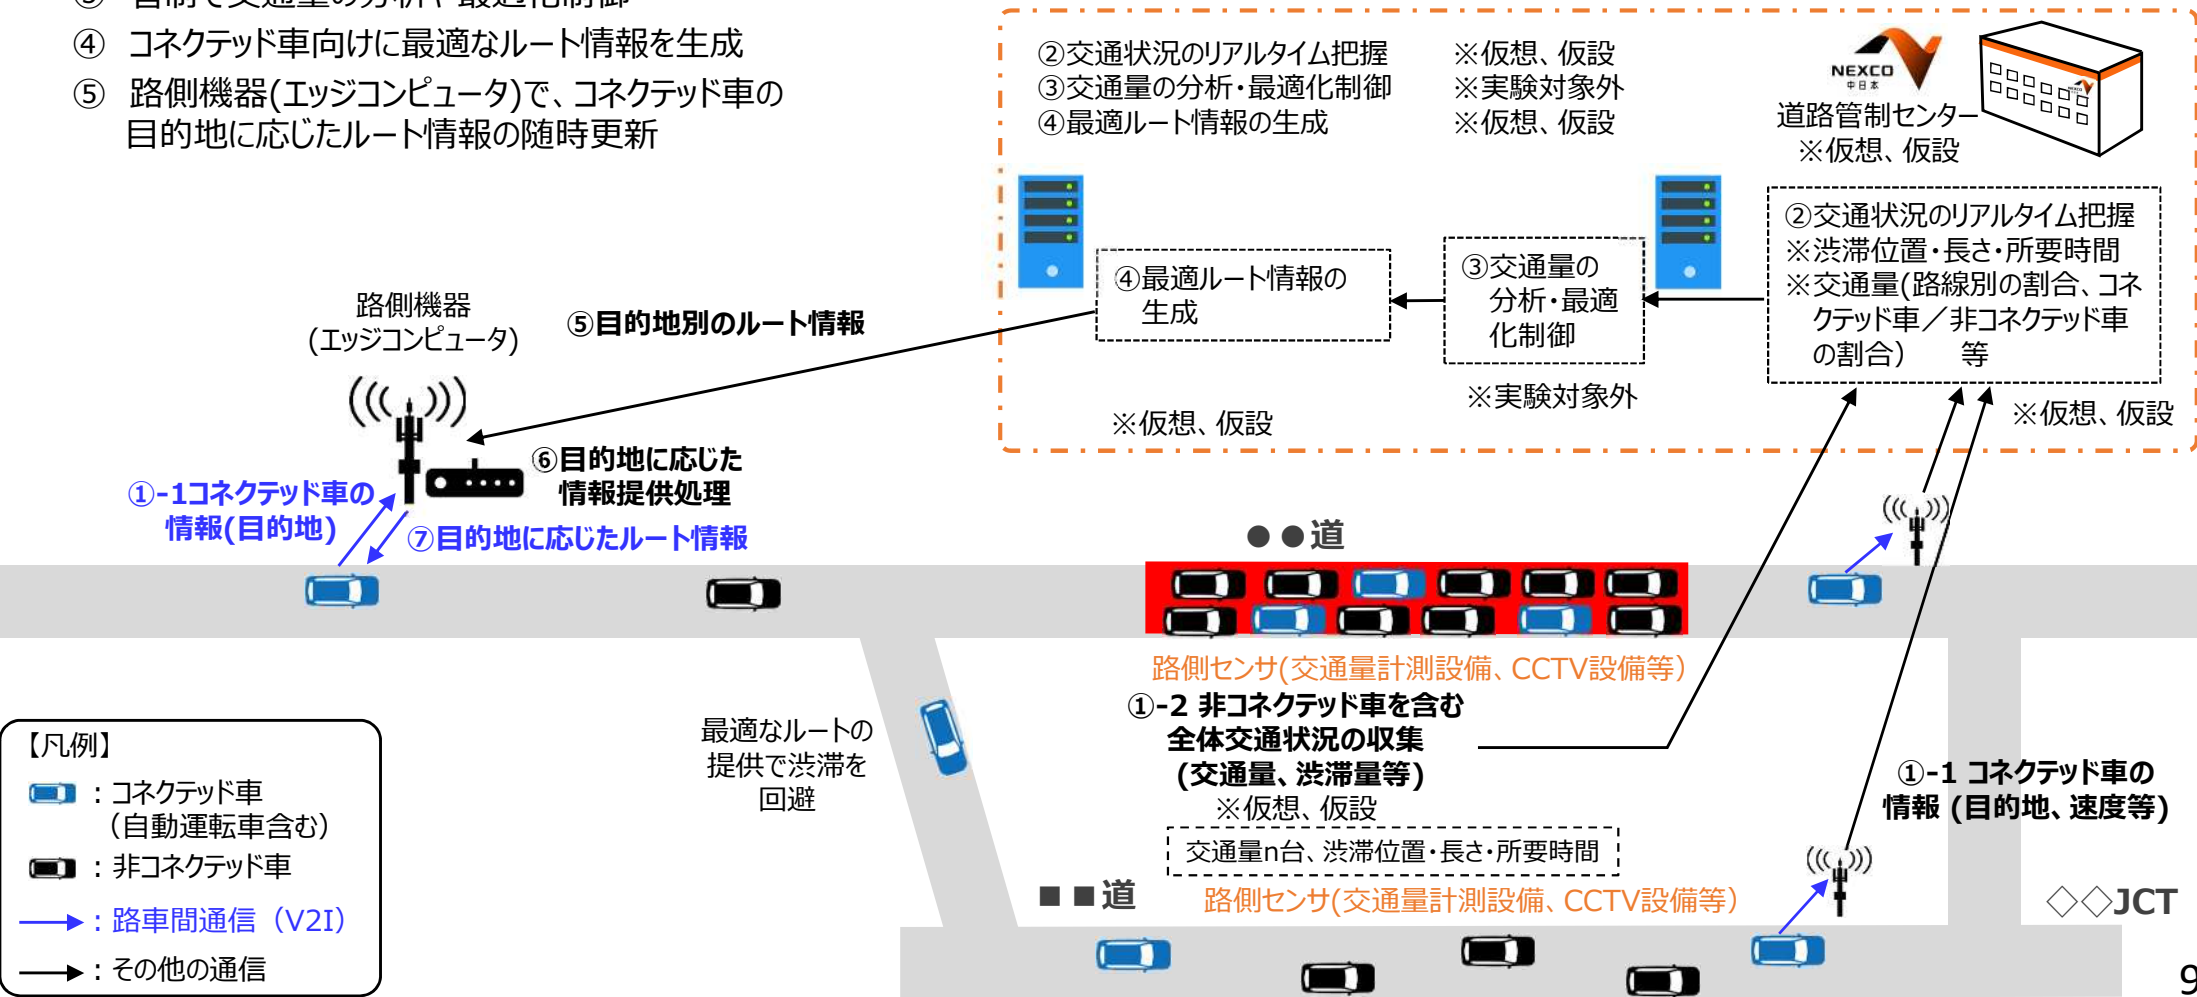 ③ 管制で交通量の分析や最適化制御
④ コネクテッド車向けに最適なルート情報を生成
⑤ 路側機器(エッジコンピュータ)で、コネクテッド車の
目的地に応じたルート情報の随時更新
②交通状況のリアルタイム把握 ※仮想、仮設
③交通量の分析・最適化制御 ※実験対象外
④最適ルート情報の生成 ※仮想、仮設
NEXCO
中日本
道路管制センター
※仮想、仮設
②交通状況のリアルタイム把握
※渋滞位置・長さ・所要時間
※交通量(路線別の割合、コネ
クテッド車／非コネクテッド車
の割合) 等
※仮想、仮設
③交通量の
分析・最適
化制御
※実験対象外
④最適ルート情報の
生成
※仮想、仮設
路側機器
(エッジコンピュータ)
⑤目的地別のルート情報
⑥目的地に応じた
情報提供処理
①-1コネクテッド車の
情報(目的地)
⑦目的地に応じたルート情報
●●道
路側センサ(交通量計測設備、CCTV設備等)
①-2 非コネクテッド車を含む
全体交通状況の収集
(交通量、渋滞量等)
※仮想、仮設
交通量n台、渋滞位置・長さ・所要時間
最適なルートの
提供で渋滞を
回避
①-1 コネクテッド車の
情報 (目的地、速度等)
■■道
路側センサ(交通量計測設備、CCTV設備等)
◇◇JCT
【凡例】
：コネクテッド車
（自動運転車含む）
：非コネクテッド車
：路車間通信（V2I）
：その他の通信
9